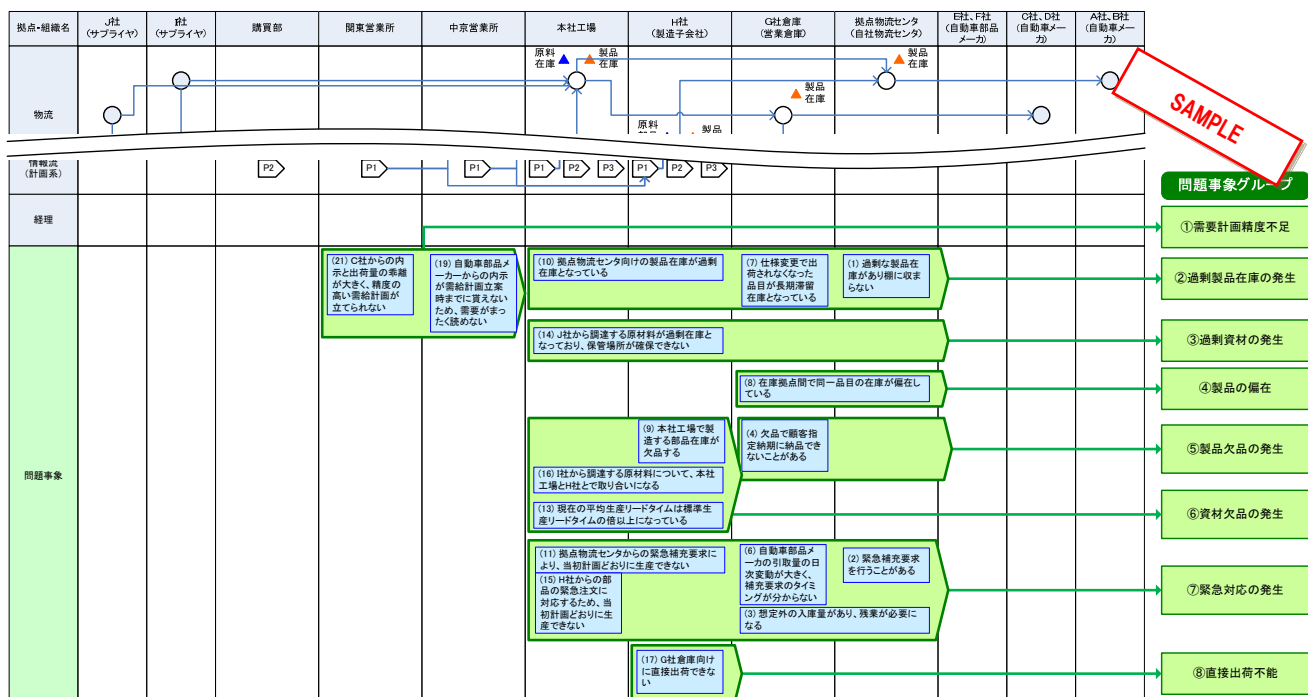 拠点・組織名
J社
(サプライヤ)
I社
(サプライヤ)
購買部
関東営業所
中京営業所
本社工場
H社
(製造子会社)
G社倉庫
(営業倉庫)
拠点物流センタ
(自社物流センタ)
E社、F社
(自動車部品
メーカ)
C社、D社
(自動車メー
カ)
A社、B社
(自動車メー
カ)
物流
原料
在庫
製品
在庫
製品
在庫
製品
在庫
原料
製品
SAMPLE
情報流
(計画系)
P2
P1
P1
P1
P2
P3
P1
P2
P3
経理
問題事象グループ
①需要計画精度不足
問題事象
(21) C社からの内
示と出荷量の乖離
が大きく、精度の
高い需給計画が
立てられない
(19) 自動車部品メ
ーカーからの内示
が需給計画立案
時までに貰えない
ため、需要がまっ
たく読めない
(10) 拠点物流センタ向けの製品在庫が過剰
在庫となっている
(7) 仕様変更で出
荷されなくなった
品目が長期滞留
在庫となっている
(1) 過剰な製品在
庫があり棚に収ま
らない
②過剰製品在庫の発生
(14) J社から調達する原材料が過剰在庫と
なっており、保管場所が確保できない
③過剰資材の発生
(8) 在庫拠点間で同一品目の在庫が偏在し
ている
④製品の偏在
(9) 本社工場で製
造する部品在庫が
欠品する
(4) 欠品で顧客指
定納期に納品でき
ないことがある
⑤製品欠品の発生
(16) I社から調達する原材料について、本社
工場とH社とで取り合いになる
(13) 現在の平均生産リードタイムは標準生
産リードタイムの倍以上になっている
⑥資材欠品の発生
(11) 拠点物流センタからの緊急補充要求に
より、当初計画どおりに生産できない
(15) H社からの部
品の緊急注文に
対応するため、当
初計画どおりに生
産できない
(6) 自動車部品メ
ーカの引取量の日
次変動が大きく、
補充要求のタイミ
ングが分からない
(2) 緊急補充要求
を行うことがある
(3) 想定外の入庫量があり、残業が必要に
なる
⑦緊急対応の発生
(17) G社倉庫向け
に直接出荷できな
い
⑧直接出荷不能